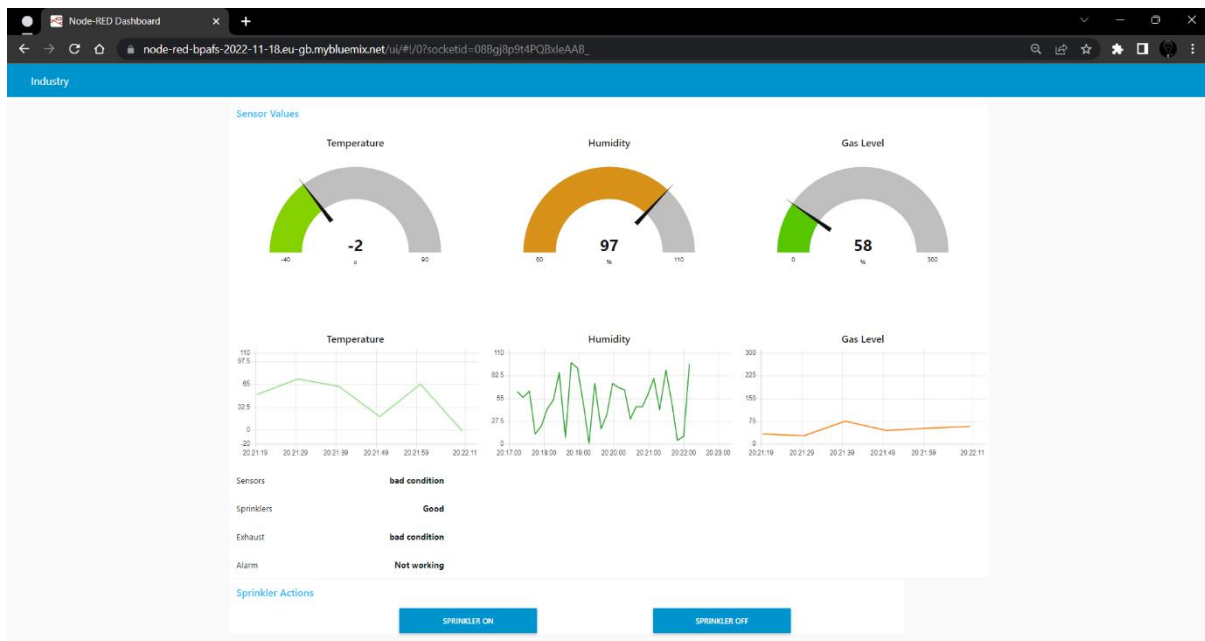 Node-RED Dashboard
node-red-bpafs-2022-11-18.eu-gb.mybluemix.net/ui/#!/0?socketid=08Bgj8p9t4PQBxIeAAB_
Industry
Sensor Values
Temperature Humidity Gas Level
-2 97 58
-40 c 90 60 % 110 0 % 300
Temperature Humidity Gas Level
110 97.5 65 32.5 0 -20
20:21:19 20:21:29 20:21:39 20:21:49 20:21:59 20:22:11
110 82.5 55 27.5 0
20:17:00 20:18:00 20:19:00 20:20:00 20:21:00 20:22:00 20:23:00
300 225 150 75 0
20:21:19 20:21:29 20:21:39 20:21:49 20:21:59 20:22:11
Sensors bad condition
Sprinklers Good
Exhaust bad condition
Alarm Not working
Sprinkler Actions
SPRINKLER ON SPRINKLER OFF